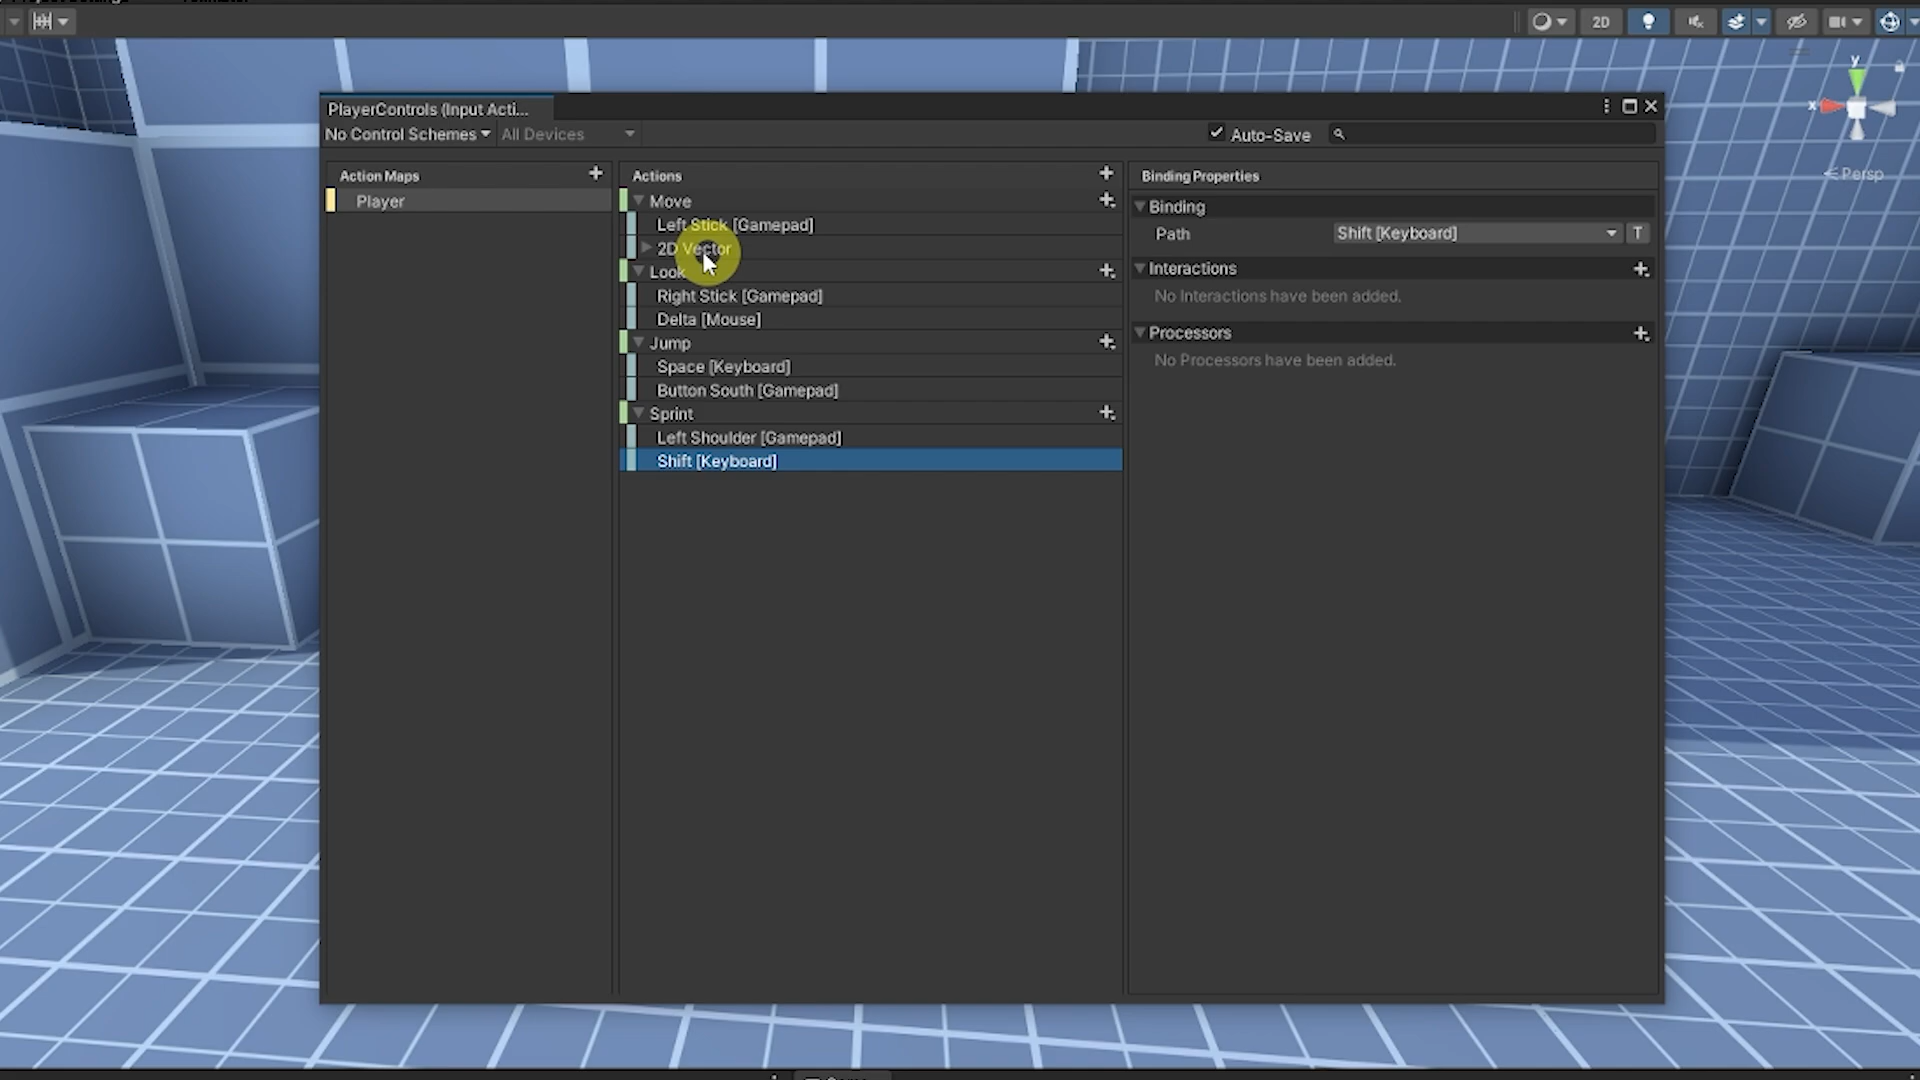 2D
PlayerControls (Input Acti...
No Control Schemes
All Devices
Auto-Save
Action Maps
Player
Actions
Move
Left Stick [Gamepad]
2D Vector
Look
Right Stick [Gamepad]
Delta [Mouse]
Jump
Space [Keyboard]
Button South [Gamepad]
Sprint
Left Shoulder [Gamepad]
Shift [Keyboard]
Binding Properties
Binding
Path
Shift [Keyboard]
T
Interactions
No Interactions have been added.
Processors
No Processors have been added.
y
x
Persp